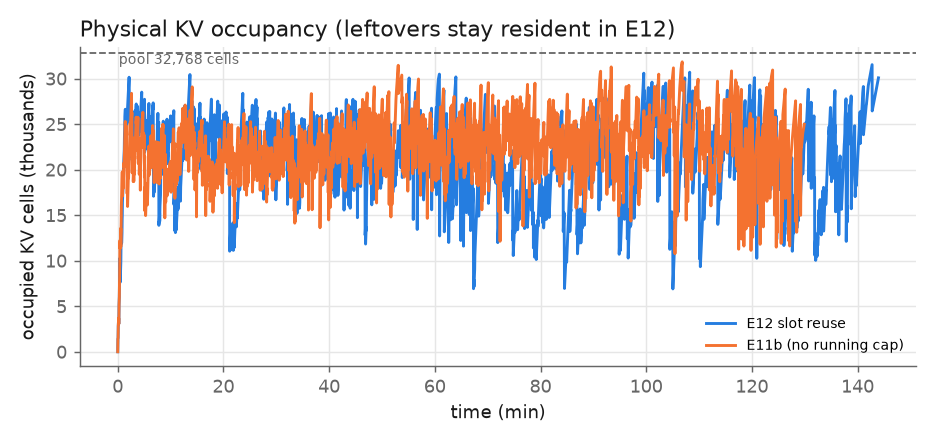 Physical KV occupancy (leftovers stay resident in E12)
pool 32,768 cells
occupied KV cells (thousands)
30
25
20
15
10
5
0
E12 slot reuse
E11b (no running cap)
0 20 40 60 80 100 120 140
time (min)